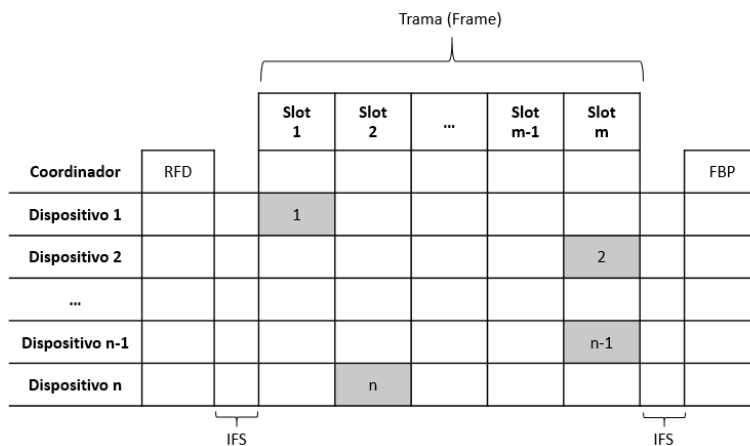 Trama (Frame)
Slot 1 Slot 2 ... Slot m-1 Slot m
Coordinador RFD FBP
Dispositivo 1 1
Dispositivo 2 2
...
Dispositivo n-1 n-1
Dispositivo n n
IFS IFS